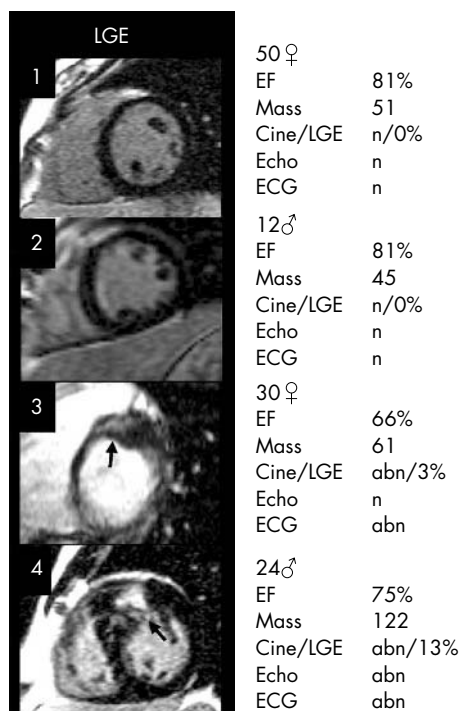 LGE
1
50♀
EF 81%
Mass 51
Cine/LGE n/0%
Echo n
ECG n
2
12♂
EF 81%
Mass 45
Cine/LGE n/0%
Echo n
ECG n
3
30♀
EF 66%
Mass 61
Cine/LGE abn/3%
Echo n
ECG abn
4
24♂
EF 75%
Mass 122
Cine/LGE abn/13%
Echo abn
ECG abn